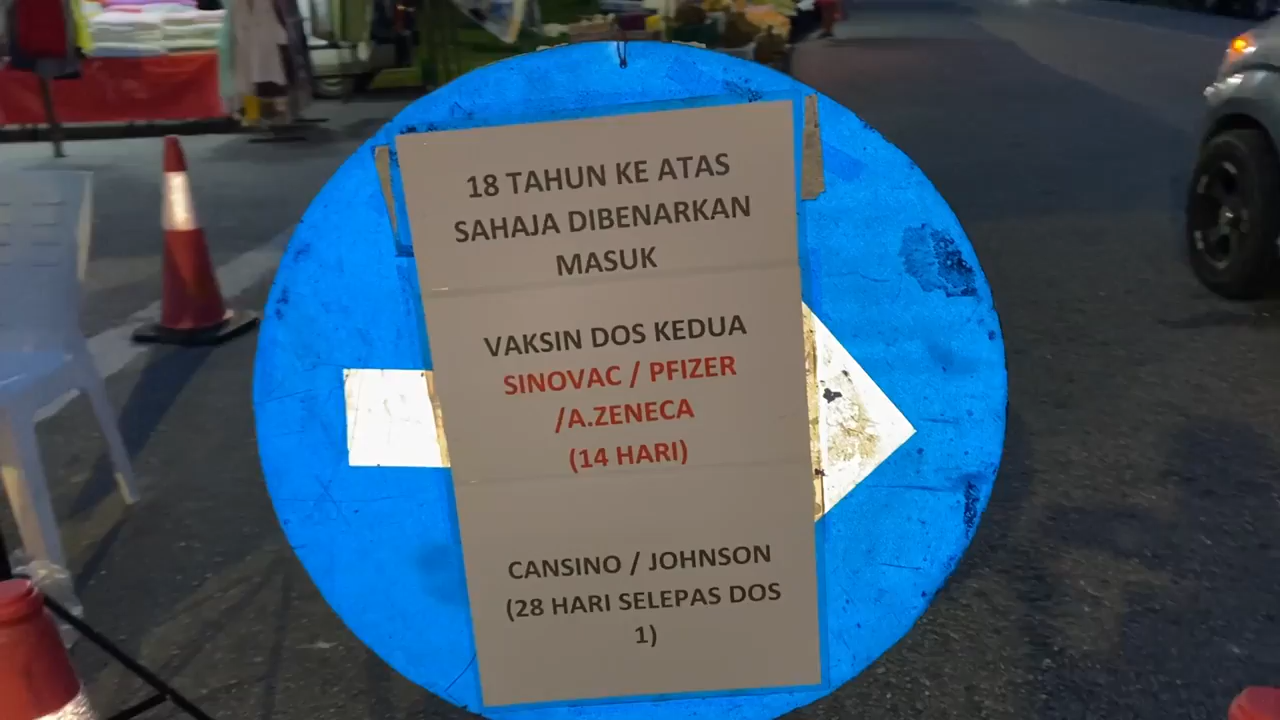 18 TAHUN KE ATAS
SAHAJA DIBENARKAN
MASUK
VAKSIN DOS KEDUA
SINOVAC / PFIZER
/A.ZENECA
(14 HARI)
CANSINO / JOHNSON
(28 HARI SELEPAS DOS
1)